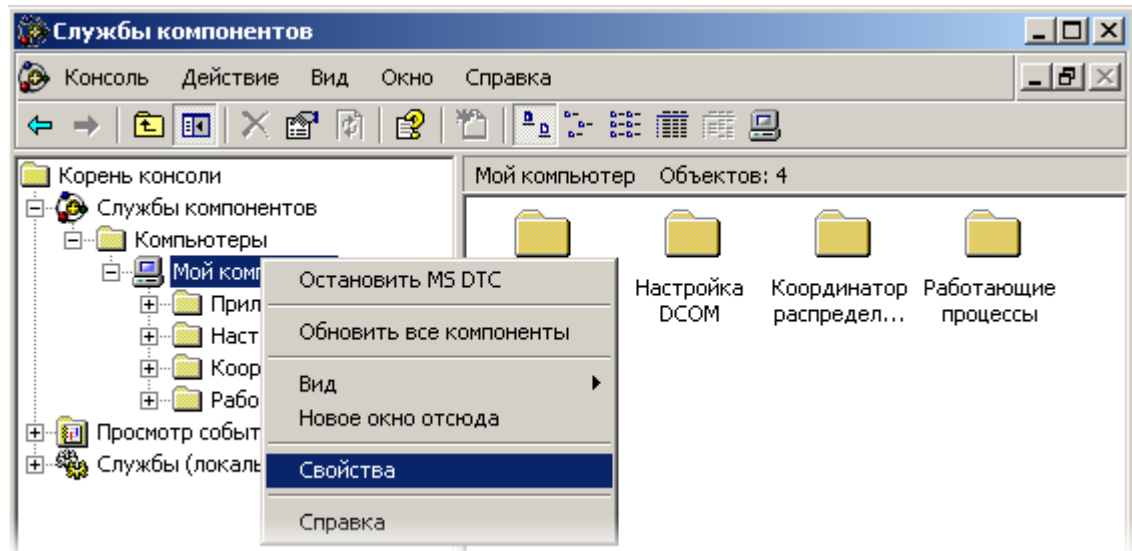 Службы компонентов
Консоль Действие Вид Окно Справка
Корень консоли
Службы компонентов
Компьютеры
Мой комп
Прил
Наст
Коор
Рабо
Просмотр событ
Службы (локаль
Остановить MS DTC
Обновить все компоненты
Вид
Новое окно отсюда
Свойства
Справка
Мой компьютер Объектов: 4
Настройка DCOM
Координатор распредел...
Работающие процессы